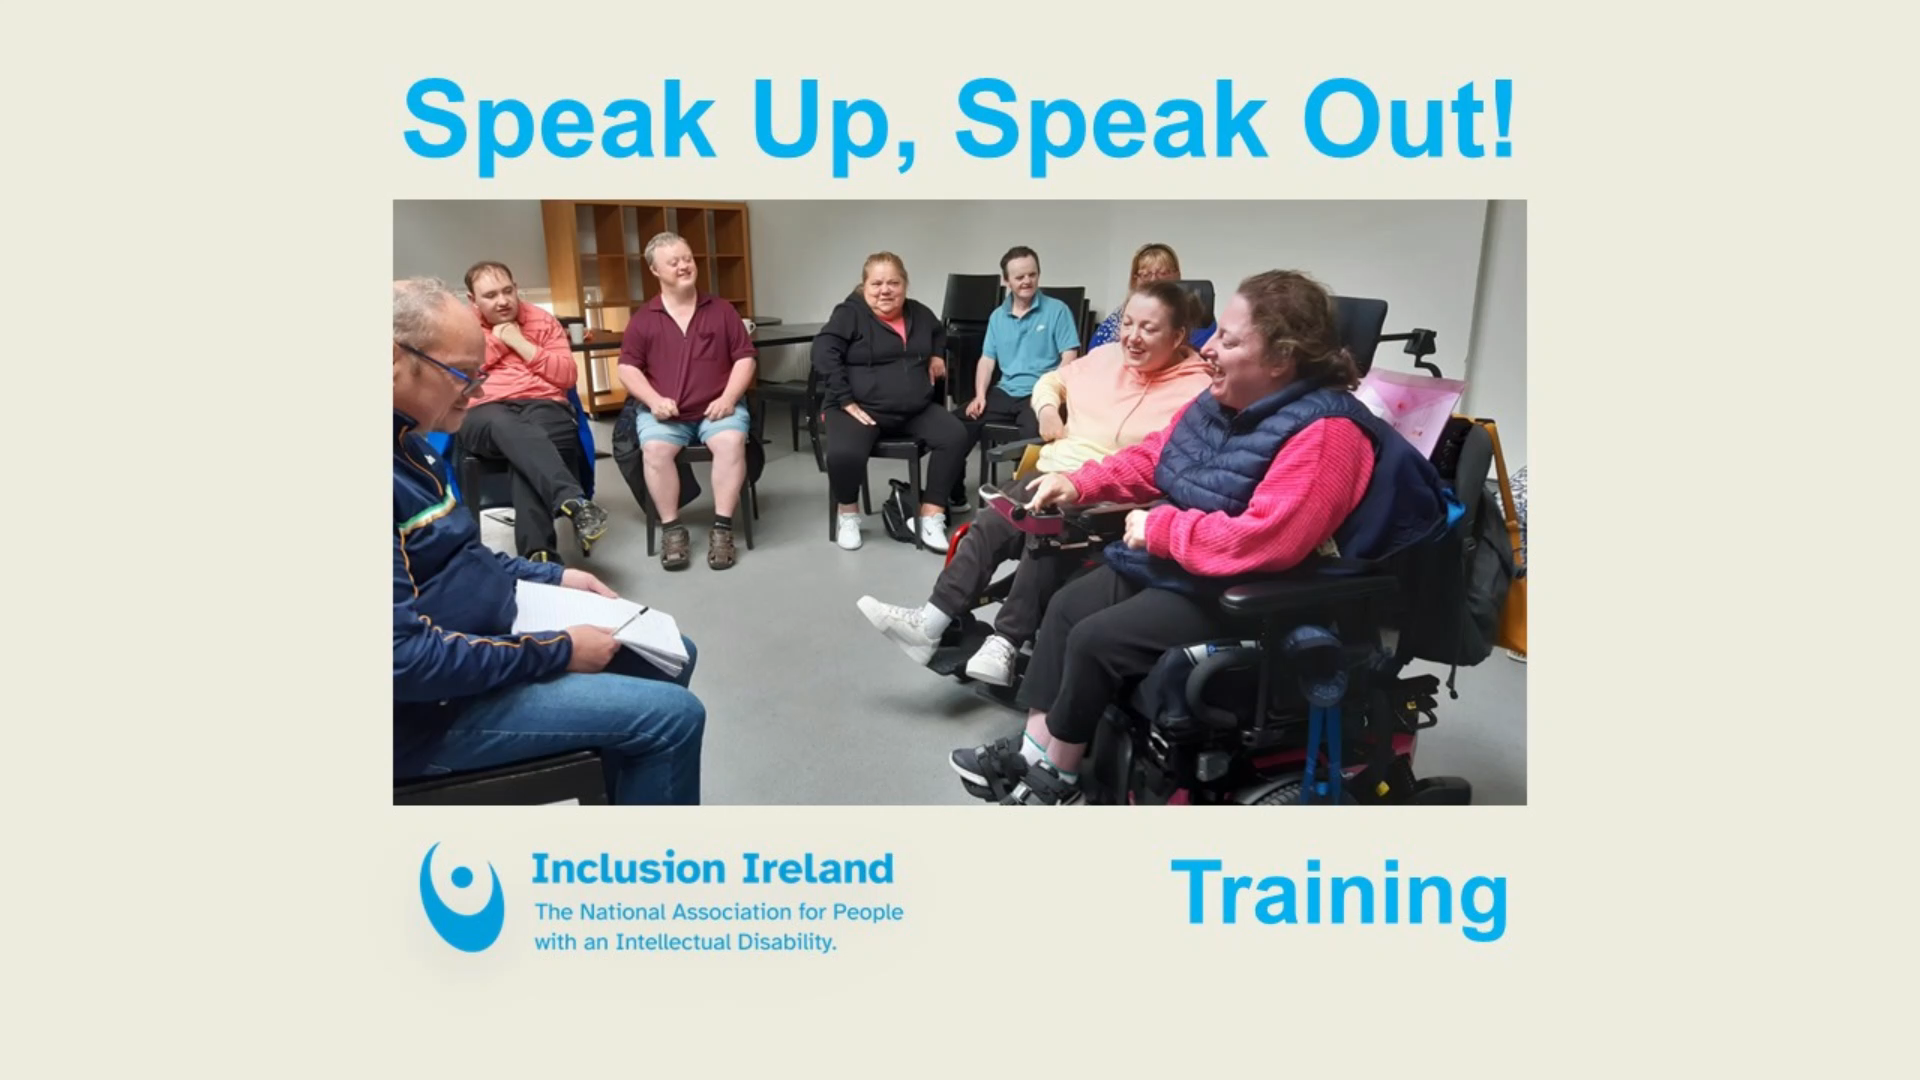 Speak Up, Speak Out!
Inclusion Ireland
The National Association for People
with an Intellectual Disability.
Training